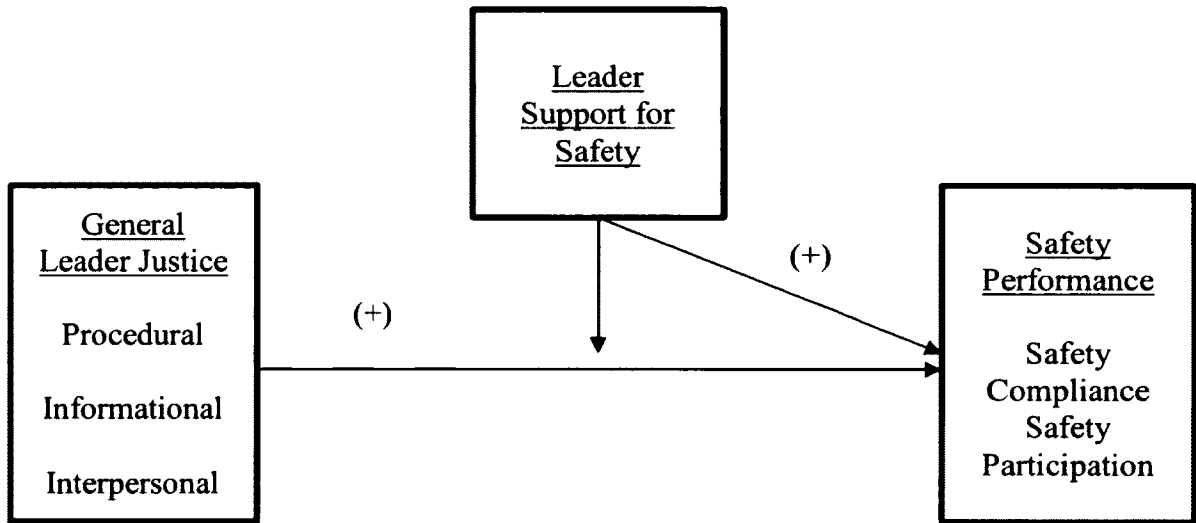 Leader
Support for
Safety
General
Leader Justice
Procedural
Informational
Interpersonal
(+)
(+)
Safety
Performance
Safety
Compliance
Safety
Participation